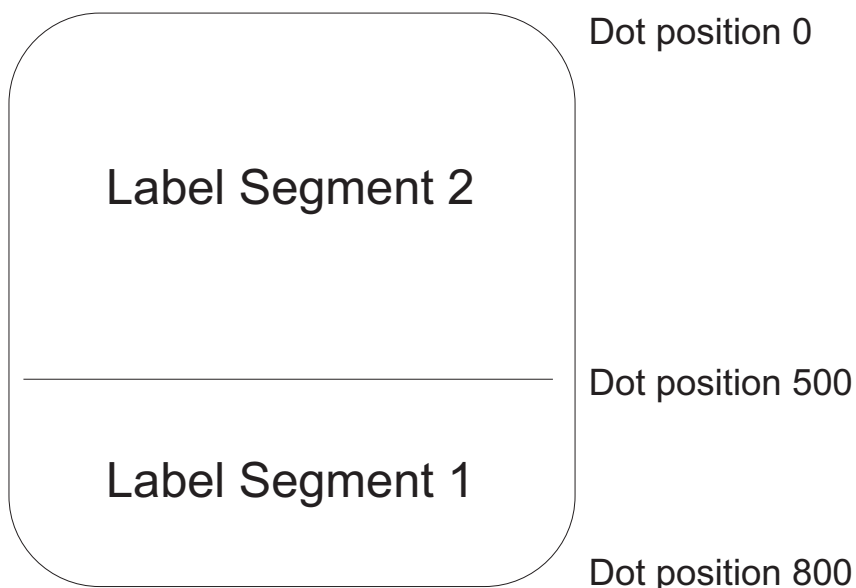 Dot position 0
Label Segment 2
Dot position 500
Label Segment 1
Dot position 800